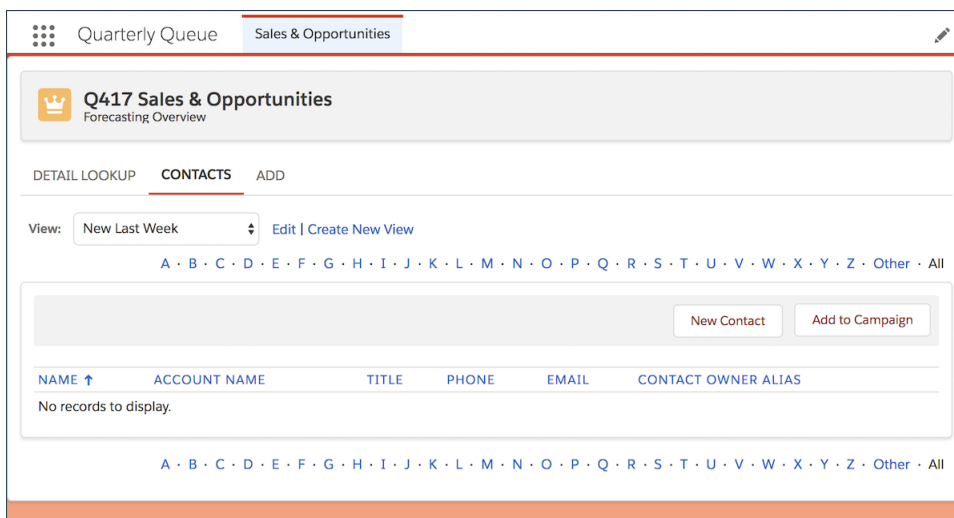 Quarterly Queue Sales & Opportunities
Q417 Sales & Opportunities
Forecasting Overview
DETAIL LOOKUP CONTACTS ADD
View: New Last Week Edit | Create New View
A · B · C · D · E · F · G · H · I · J · K · L · M · N · O · P · Q · R · S · T · U · V · W · X · Y · Z · Other · All
New Contact Add to Campaign
NAME ↑ ACCOUNT NAME TITLE PHONE EMAIL CONTACT OWNER ALIAS
No records to display.
A · B · C · D · E · F · G · H · I · J · K · L · M · N · O · P · Q · R · S · T · U · V · W · X · Y · Z · Other · All